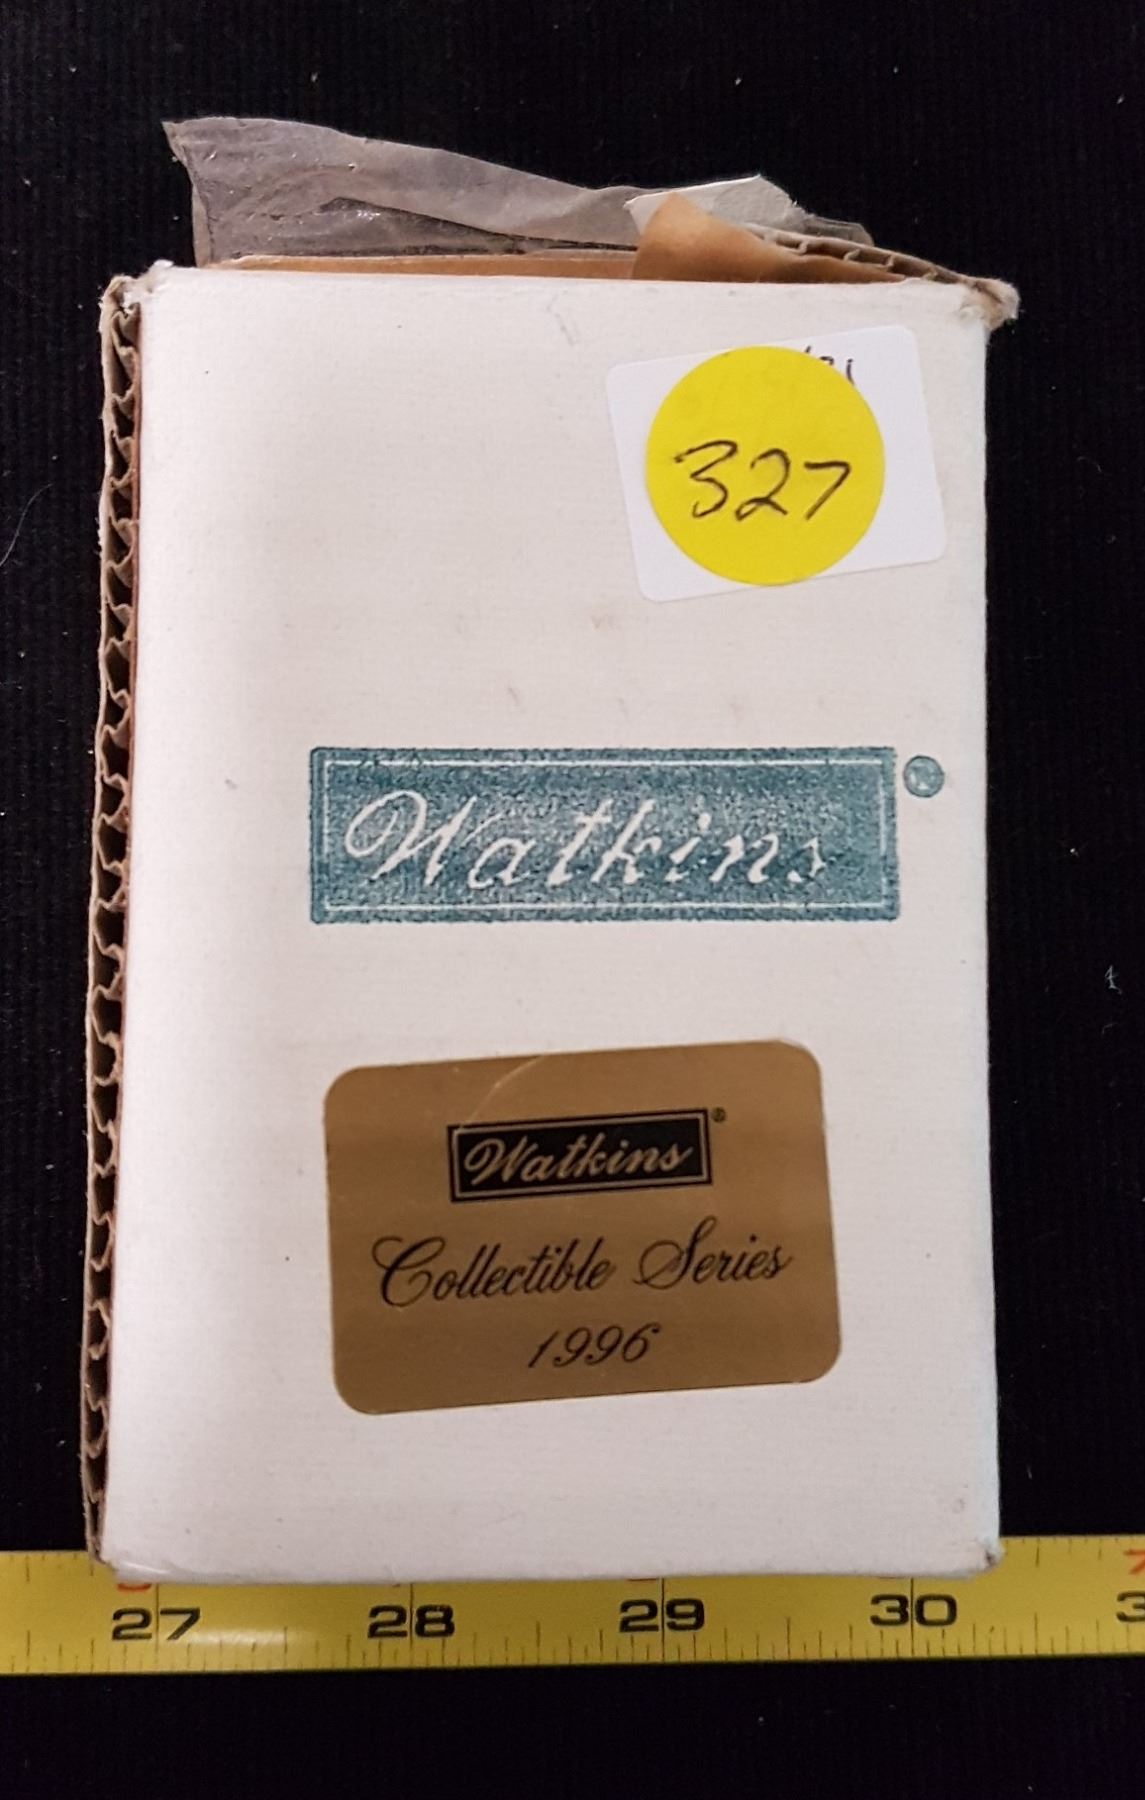 327
Watkins
Watkins®
Collectible Series
1996
27 28 29 30